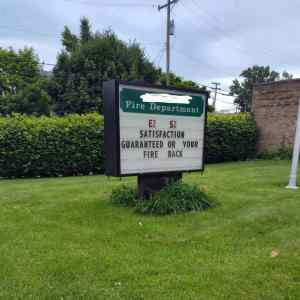 Fire Department
SATISFACTION
GUARANTEED OR YOUR
FIRE BACK